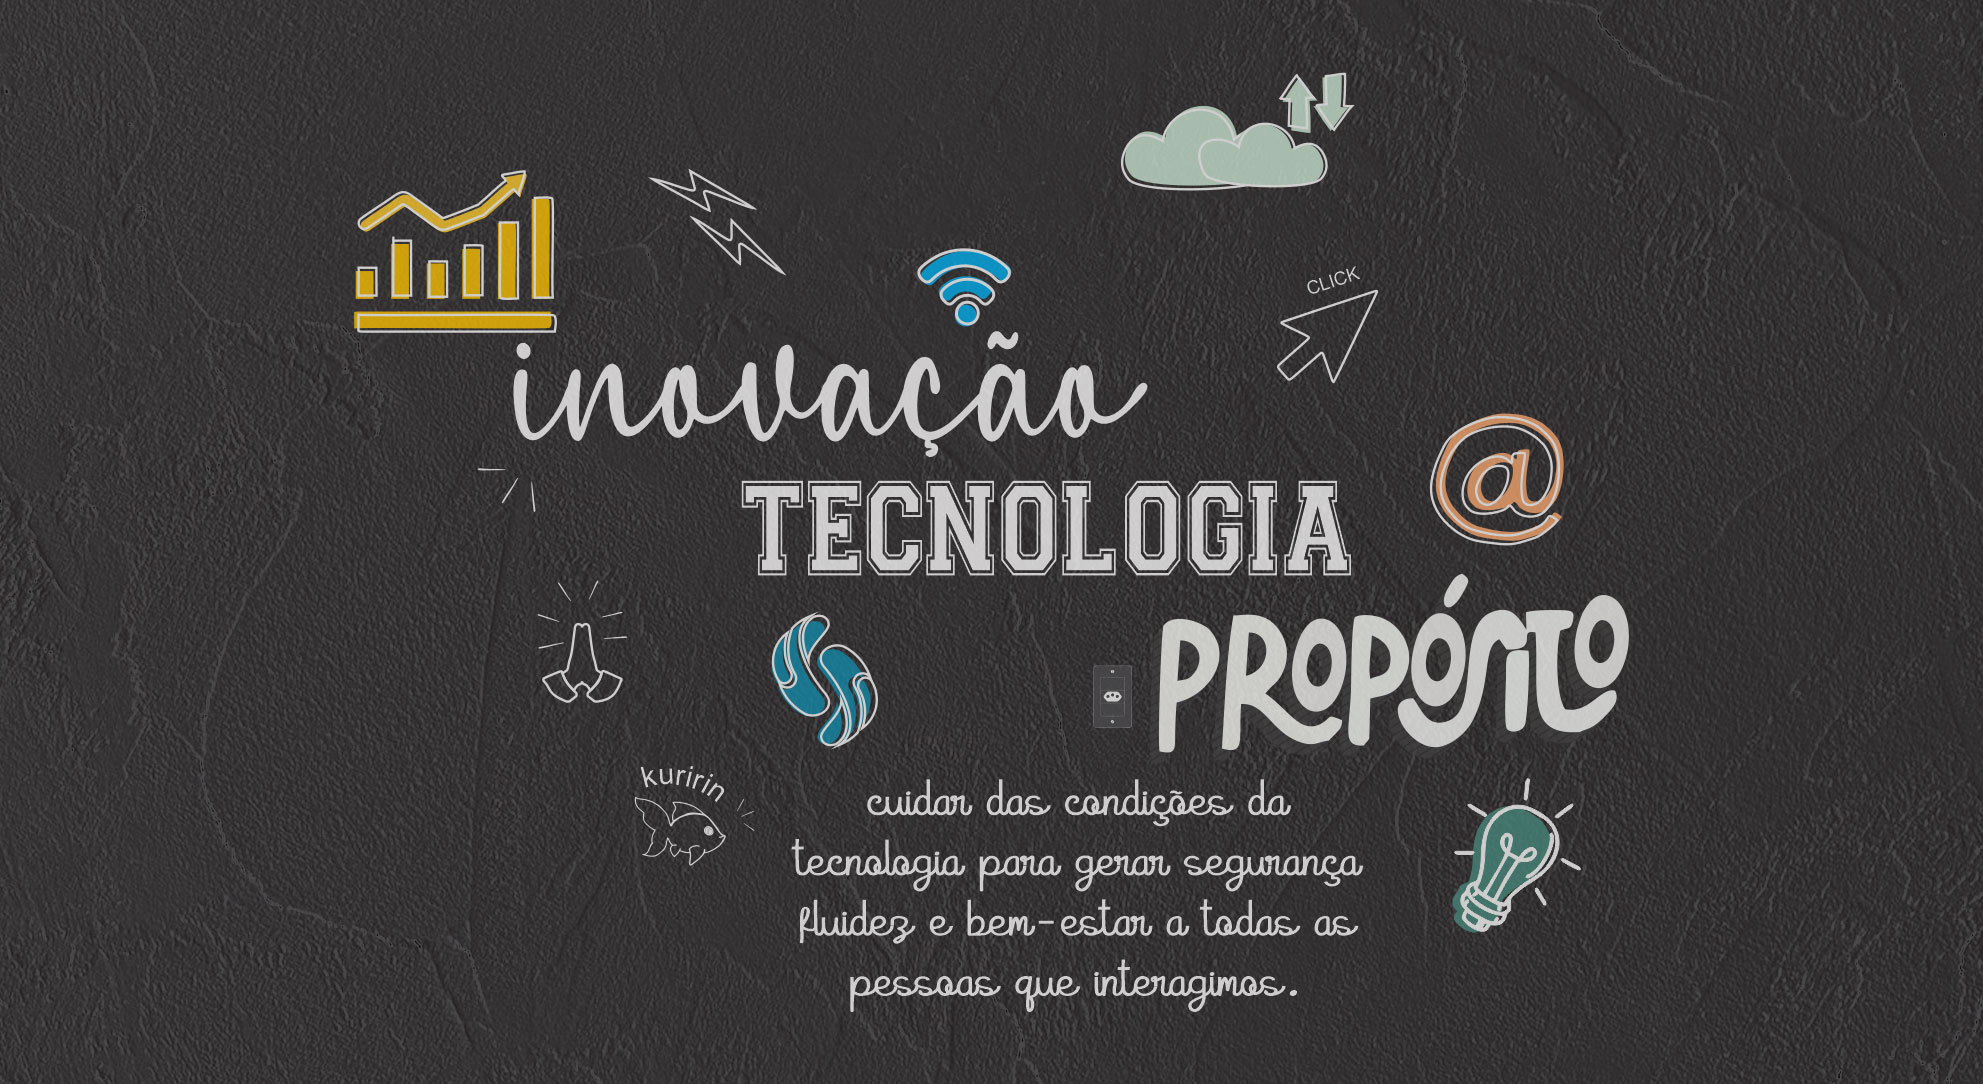 CLICK
inovação
@
TECNOLOGIA
PROPÓSITO
kuririn
cuidar das condições da
tecnologia para gerar segurança
fluidez e bem-estar a todas as
pessoas que interagimos.